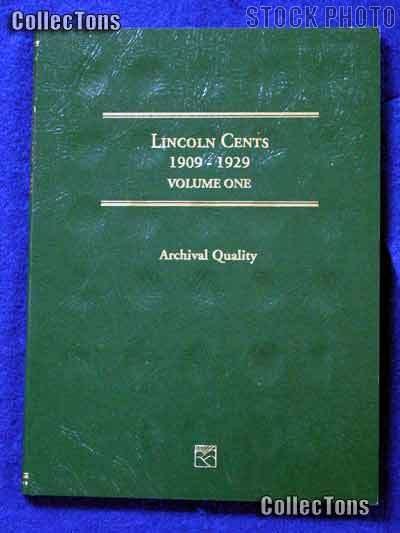 CollecTons
STOCK PHOTO
LINCOLN CENTS
1909 - 1929
VOLUME ONE
Archival Quality
CollecTons